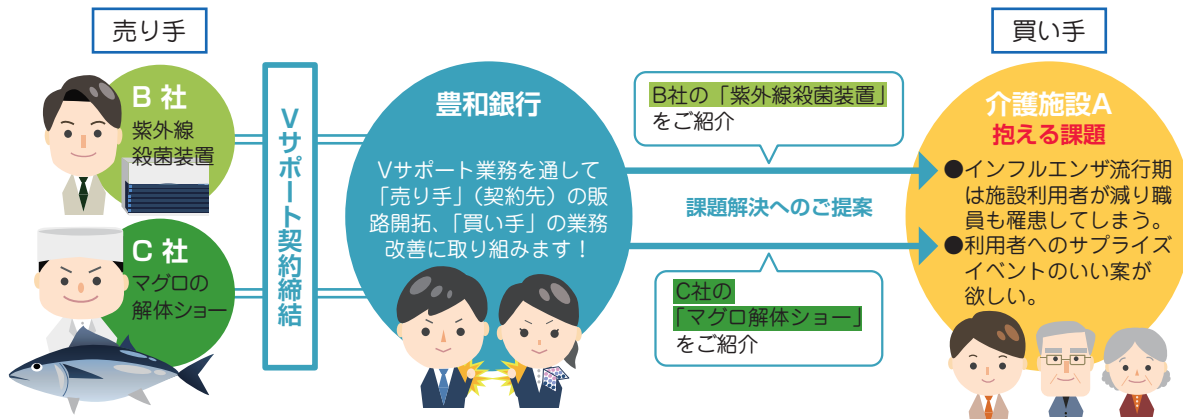 売り手
B 社
紫外線
殺菌装置
C 社
マグロの
解体ショー
Vサポート契約締結
豊和銀行
Vサポート業務を通して
「売り手」（契約先）の販
路開拓、「買い手」の業務
改善に取り組みます！
B社の「紫外線殺菌装置」
をご紹介
課題解決へのご提案
C社の
「マグロ解体ショー」
をご紹介
買い手
介護施設A
抱える課題
●インフルエンザ流行期
は施設利用者が減り職
員も罹患してしまう。
●利用者へのサプライズ
イベントのいい案が
欲しい。